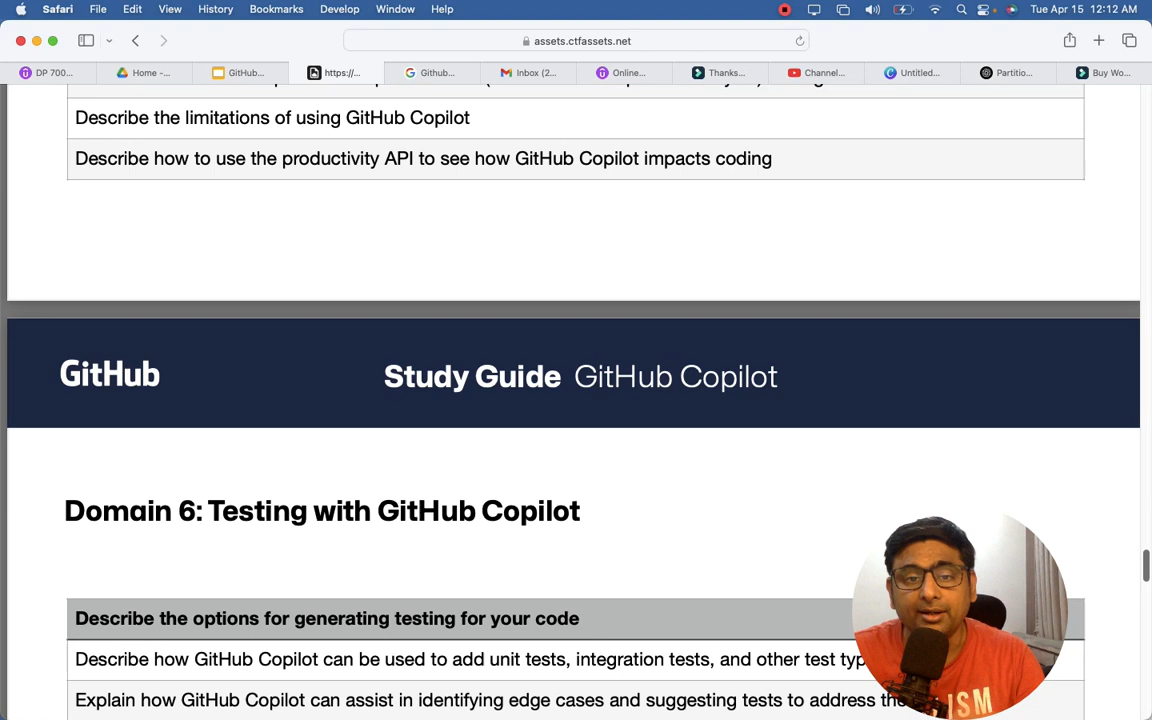 Safari File Edit View History Bookmarks Develop Window Help Tue Apr 15 12:12 AM
assets.ctfassets.net
DP 700... Home -... GitHub... https://... Github... Inbox (2... Online... Thanks... Channel... Untitled... Partitio... Buy Wo...
Describe the limitations of using GitHub Copilot
Describe how to use the productivity API to see how GitHub Copilot impacts coding
GitHub
Study Guide GitHub Copilot
Domain 6: Testing with GitHub Copilot
Describe the options for generating testing for your code
Describe how GitHub Copilot can be used to add unit tests, integration tests, and other test typ
Explain how GitHub Copilot can assist in identifying edge cases and suggesting tests to address the
ISM